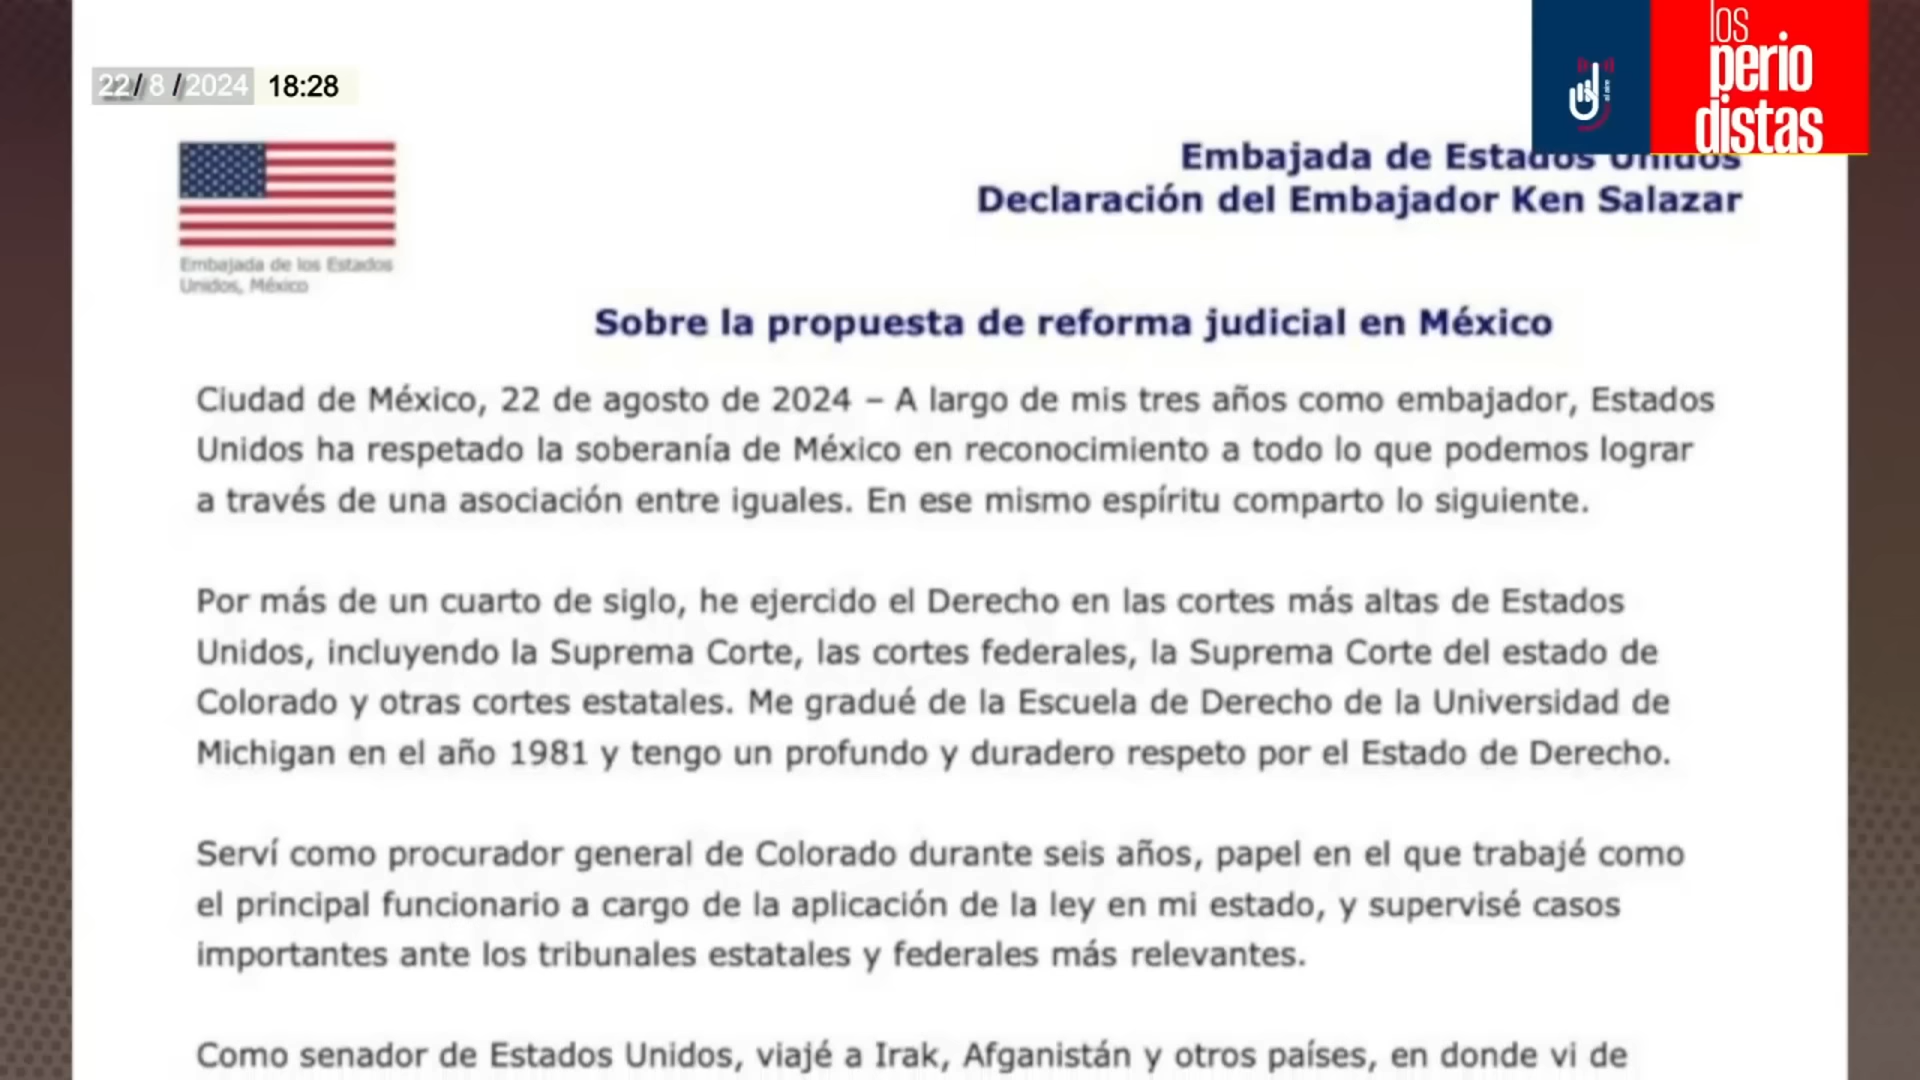 22/ 8 /2024 18:28
los
perio
distas
Embajada de Estados Unidos
Declaración del Embajador Ken Salazar
Embajada de los Estados
Unidos, México
Sobre la propuesta de reforma judicial en México
Ciudad de México, 22 de agosto de 2024 – A largo de mis tres años como embajador, Estados
Unidos ha respetado la soberanía de México en reconocimiento a todo lo que podemos lograr
a través de una asociación entre iguales. En ese mismo espíritu comparto lo siguiente.
Por más de un cuarto de siglo, he ejercido el Derecho en las cortes más altas de Estados
Unidos, incluyendo la Suprema Corte, las cortes federales, la Suprema Corte del estado de
Colorado y otras cortes estatales. Me gradué de la Escuela de Derecho de la Universidad de
Michigan en el año 1981 y tengo un profundo y duradero respeto por el Estado de Derecho.
Serví como procurador general de Colorado durante seis años, papel en el que trabajé como
el principal funcionario a cargo de la aplicación de la ley en mi estado, y supervisé casos
importantes ante los tribunales estatales y federales más relevantes.
Como senador de Estados Unidos, viajé a Irak, Afganistán y otros países, en donde vi de